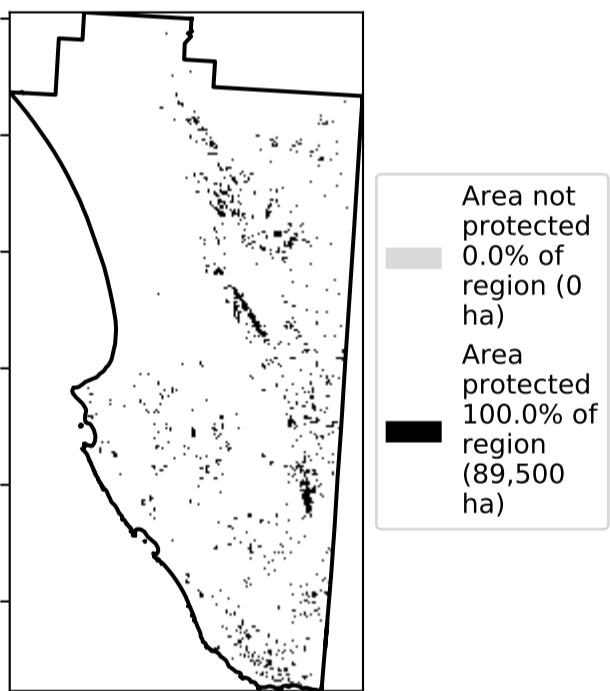 Area not
protected
0.0% of
region (0
ha)
Area
protected
100.0% of
region
(89,500
ha)